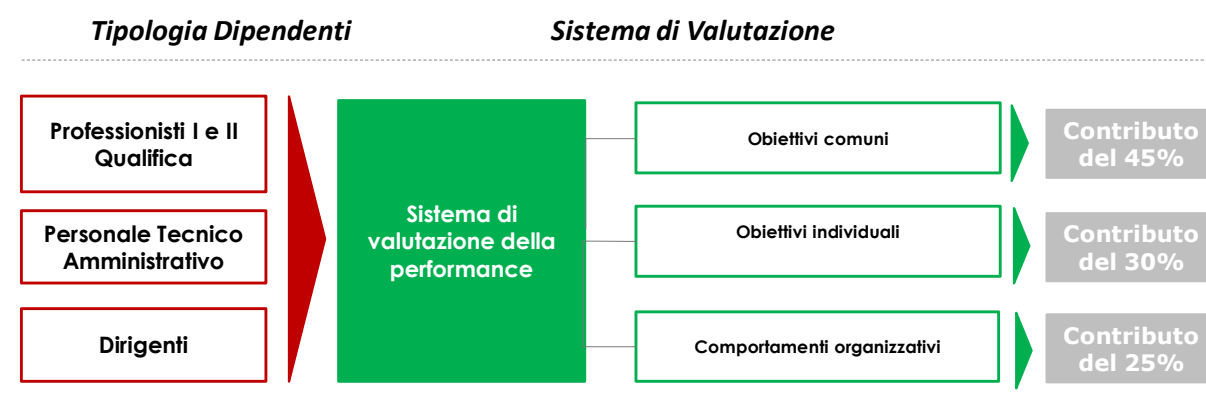 Tipologia Dipendenti
Sistema di Valutazione
Professionisti I e II
Qualifica
Personale Tecnico
Amministrativo
Dirigenti
Sistema di
valutazione della
performance
Obiettivi comuni
Obiettivi individuali
Comportamenti organizzativi
Contributo
del 45%
Contributo
del 30%
Contributo
del 25%